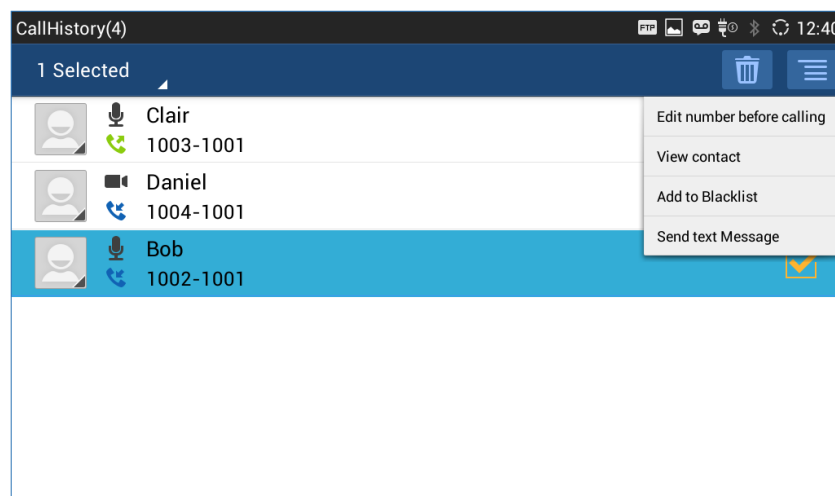 CallHistory(4)
FTP
12:40
1 Selected
Clair
1003-1001
Daniel
1004-1001
Bob
1002-1001
Edit number before calling
View contact
Add to Blacklist
Send text Message